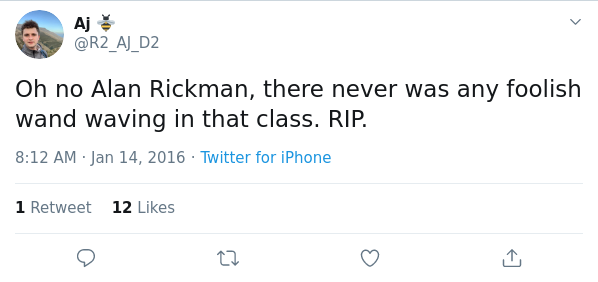 Aj 🐝
@R2_AJ_D2
Oh no Alan Rickman, there never was any foolish
wand waving in that class. RIP.
8:12 AM · Jan 14, 2016 · Twitter for iPhone
1 Retweet 12 Likes